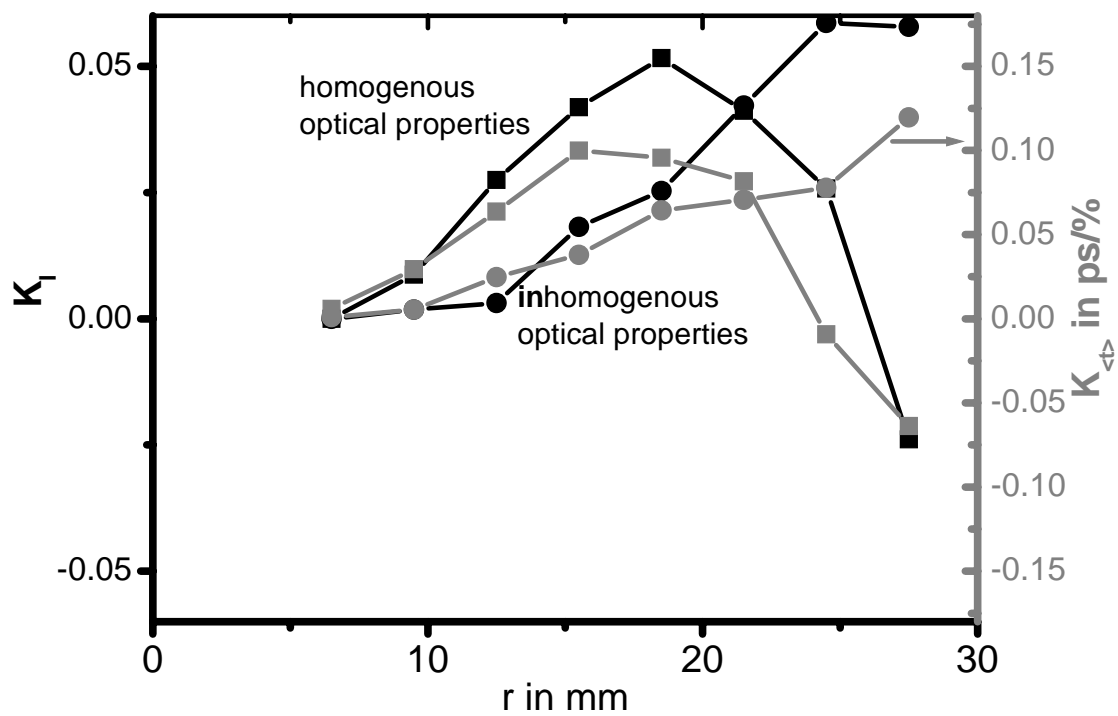 homogenous
optical properties
inhomogenous
optical properties
0.05
0.00
-0.05
K_I
0.15
0.10
0.05
0.00
-0.05
-0.10
-0.15
K_<t> in ps/%
0
10
20
30
r in mm